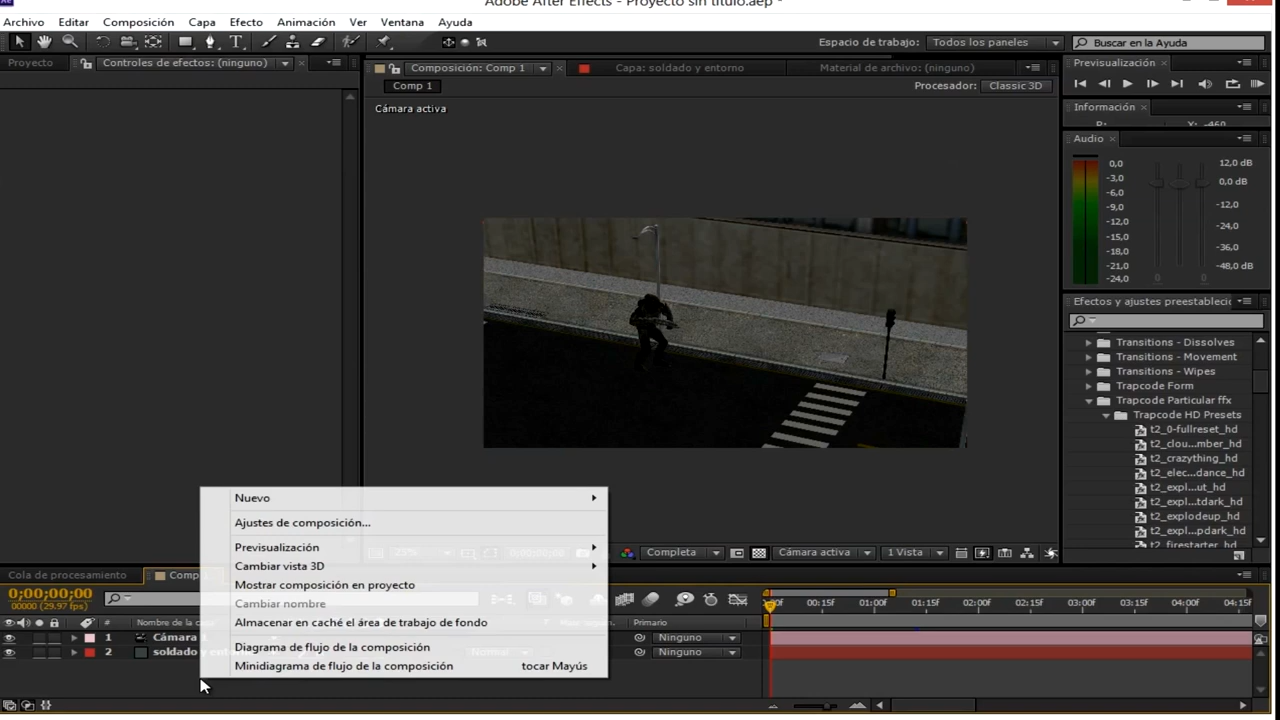 Adobe After Effects - Proyecto sin título.aep *
Archivo Editar Composición Capa Efecto Animación Ver Ventana Ayuda
Espacio de trabajo: Todos los paneles Buscar en la Ayuda
Proyecto Controles de efectos: (ninguno)
Composición: Comp 1 Capa: soldado y entorno Material de archivo: (ninguno)
Comp 1 Procesador: Classic 3D
Cámara activa
Previsualización
Información
R: Y: -460
Audio
0,0 12,0 dB
-3,0 0,0 dB
-6,0
-9,0 -12,0
-12,0
-15,0 -24,0
-18,0 -36,0
-21,0 -48,0 dB
-24,0 0 0
Efectos y ajustes preestableci
Transitions - Dissolves
Transitions - Movement
Transitions - Wipes
Trapcode Form
Trapcode Particular ffx
Trapcode HD Presets
t2_0-fullreset_hd
t2_clou...mber_hd
t2_crazything_hd
t2_elec...dance_hd
t2_expl...ut_hd
t2_expl...tdark_hd
t2_explodeup_hd
t2_expl...pdark_hd
t2_firestarter_hd
Nuevo
Ajustes de composición...
Previsualización
Cambiar vista 3D
Mostrar composición en proyecto
Cambiar nombre
Almacenar en caché el área de trabajo de fondo
Diagrama de flujo de la composición
Minidiagrama de flujo de la composición tocar Mayús
Completa Cámara activa 1 Vista
Cola de procesamiento Comp
0;00;00;00
00000 (29.97 fps)
00:15f 01:00f 01:15f 02:00f 02:15f 03:00f 03:15f 04:00f 04:15f
# Nombre de la Primario
1 Cámara Ninguno
2 soldado y entorno Normal Ninguno